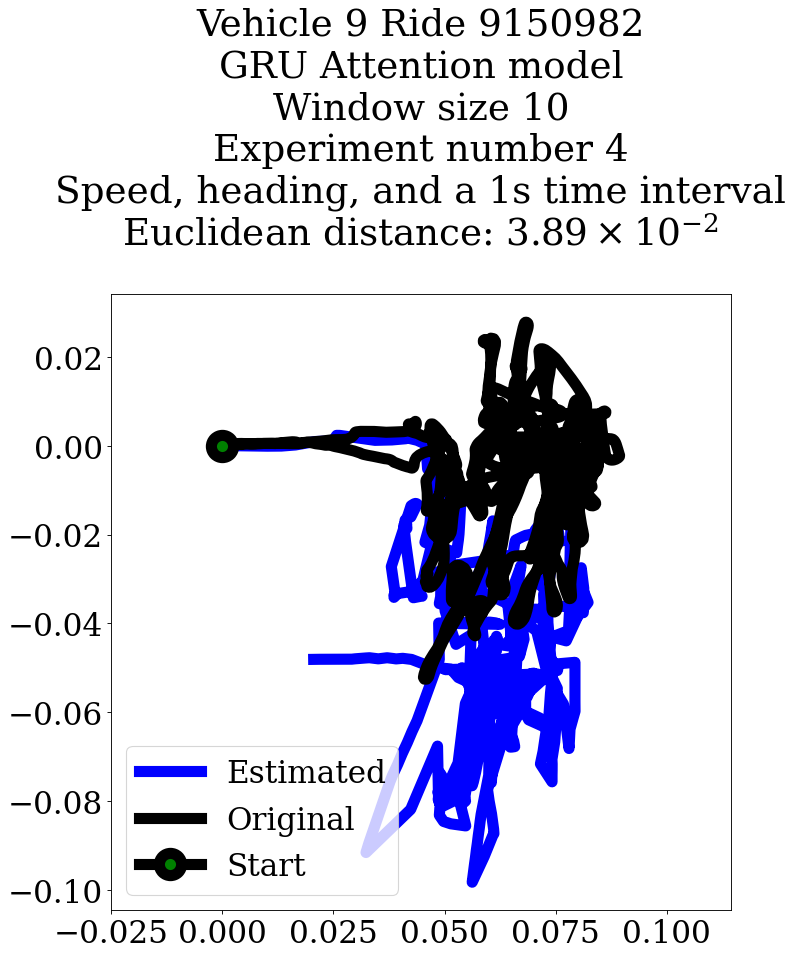 Vehicle 9 Ride 9150982
GRU Attention model
Window size 10
Experiment number 4
Speed, heading, and a 1s time interval
Euclidean distance: 3.89 × 10⁻²
0.02
0.00
−0.02
−0.04
−0.06
−0.08
−0.10
Estimated
Original
Start
−0.025 0.000 0.025 0.050 0.075 0.100